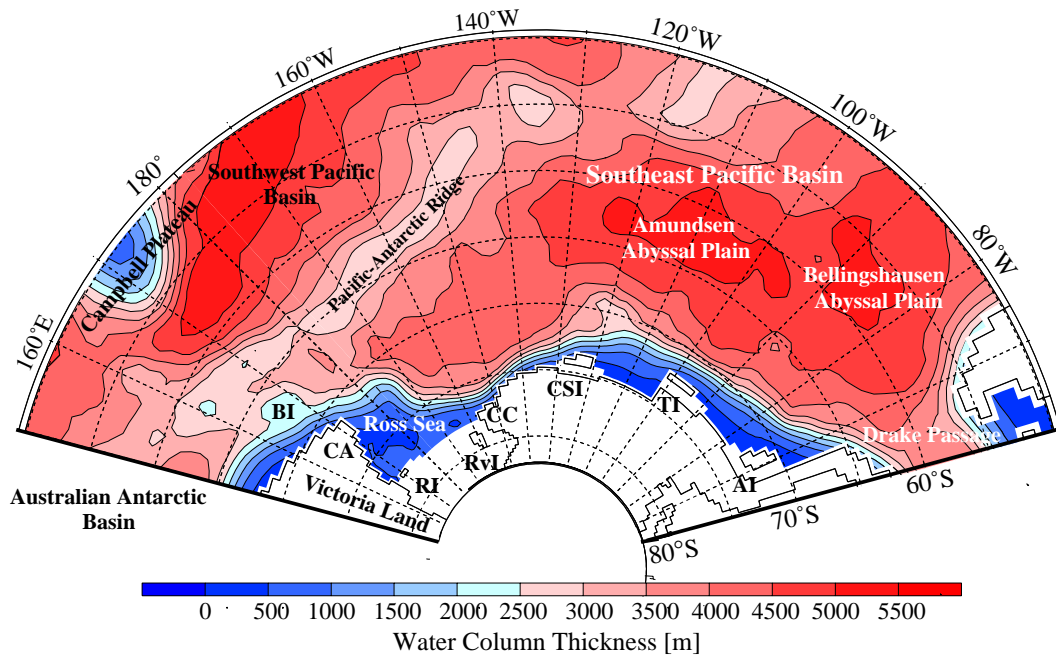 140˚W
120˚W
160˚W
100˚W
180˚
80˚W
160˚E
Southwest Pacific
Basin
Southeast Pacific Basin
Campbell Plateau
Pacific-Antarctic Ridge
Amundsen
Abyssal Plain
Bellingshausen
Abyssal Plain
BI
Ross Sea
CSI
CC
TI
CA
RvL
RI
Drake Passage
AI
Victoria Land
Australian Antarctic
Basin
60°S
70°S
80°S
0 500 1000 1500 2000 2500 3000 3500 4000 4500 5000 5500
Water Column Thickness [m]